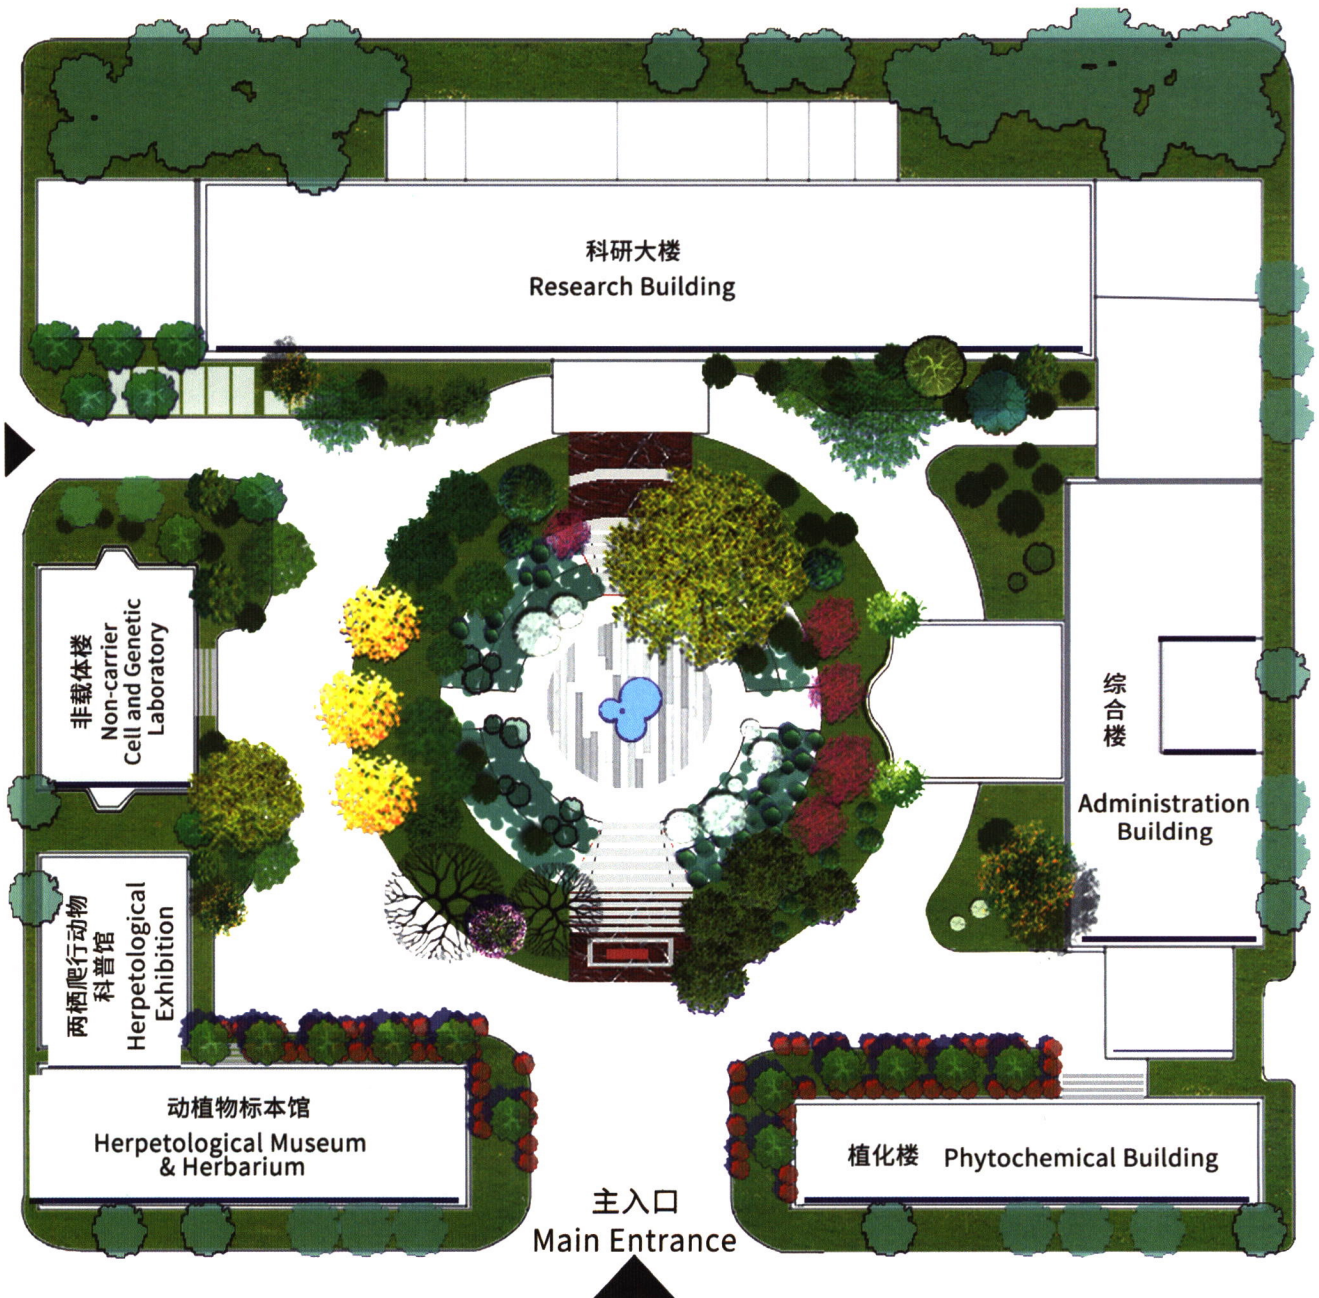 科研大楼
Research Building
非载体楼
Non-carrier
Cell and Genetic
Laboratory
综
合
楼
Administration
Building
两栖爬行动物
科普馆
Herpetological
Exhibition
动植物标本馆
Herpetological Museum
& Herbarium
植化楼 Phytochemical Building
主入口
Main Entrance